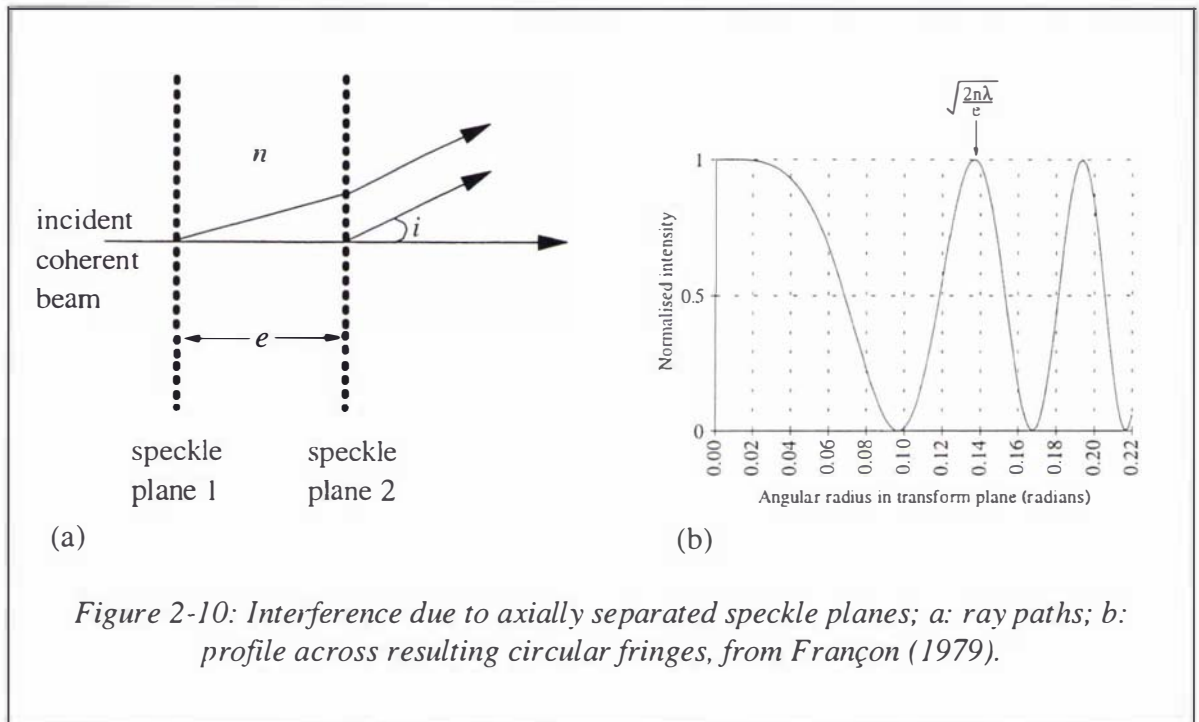 n
incident
coherent
beam
i
e
speckle
plane 1
speckle
plane 2
(a)
√(2nλ/e)
Normalised intensity
1
0.5
0
0.00 0.02 0.04 0.06 0.08 0.10 0.12 0.14 0.16 0.18 0.20 0.22
Angular radius in transform plane (radians)
(b)
Figure 2-10: Interference due to axially separated speckle planes; a: ray paths; b:
profile across resulting circular fringes, from Françon (1979).